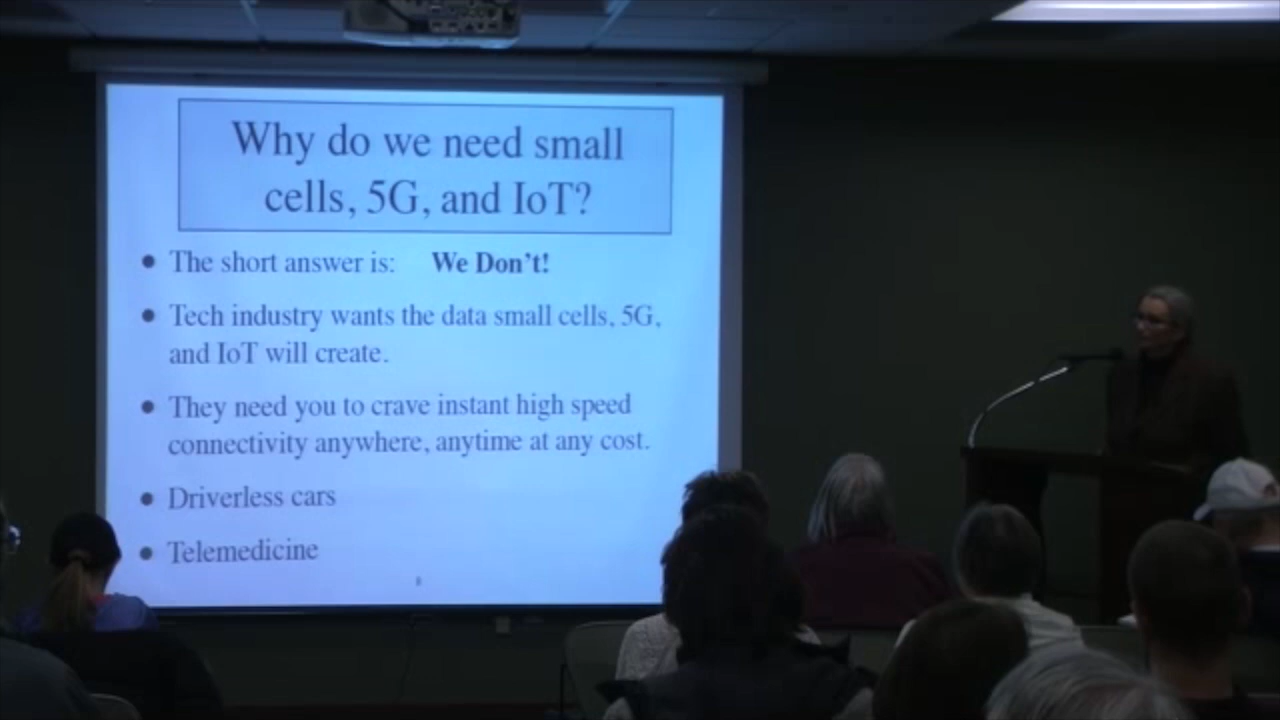 Why do we need small
cells, 5G, and IoT?
• The short answer is: We Don't!
• Tech industry wants the data small cells, 5G,
and IoT will create.
• They need you to crave instant high speed
connectivity anywhere, anytime at any cost.
• Driverless cars
• Telemedicine